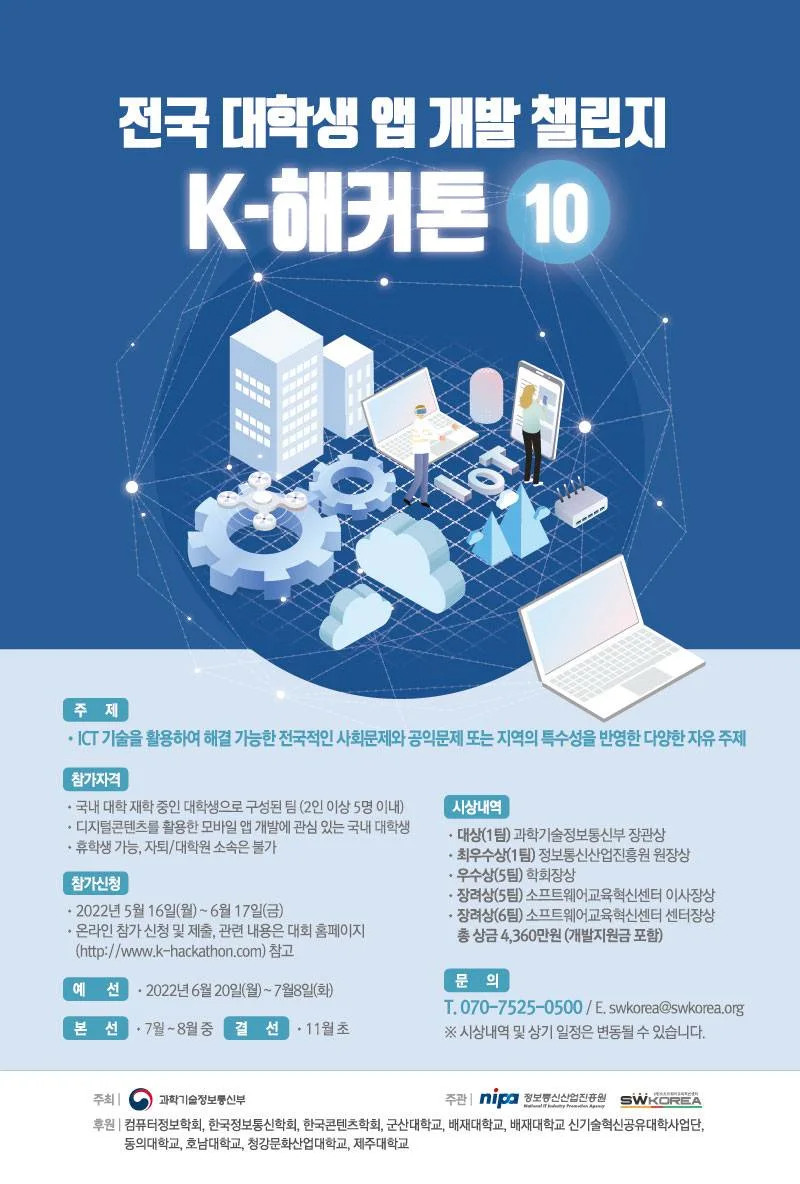 전국 대학생 앱 개발 챌린지
K-해커톤 10
IOT
주 제
· ICT 기술을 활용하여 해결 가능한 전국적인 사회문제와 공익문제 또는 지역의 특수성을 반영한 다양한 자유 주제
참가자격
· 국내 대학 재학 중인 대학생으로 구성된 팀 (2인 이상 5명 이내)
· 디지털콘텐츠를 활용한 모바일 앱 개발에 관심 있는 국내 대학생
· 휴학생 가능, 자퇴/대학원 소속은 불가
참가신청
· 2022년 5월 16일(월) ~ 6월 17일(금)
· 온라인 참가 신청 및 제출, 관련 내용은 대회 홈페이지
(http://www.k-hackathon.com) 참고
예 선 · 2022년 6월 20일(월) ~ 7월8일(화)
본 선 · 7월 ~ 8월 중 결 선 · 11월 초
시상내역
· 대상(1팀) 과학기술정보통신부 장관상
· 최우수상(1팀) 정보통신산업진흥원 원장상
· 우수상(5팀) 학회장상
· 장려상(5팀) 소프트웨어교육혁신센터 이사장상
· 장려상(6팀) 소프트웨어교육혁신센터 센터장상
총 상금 4,360만원 (개발지원금 포함)
문 의
T. 070-7525-0500 / E. swkorea@swkorea.org
※ 시상내역 및 상기 일정은 변동될 수 있습니다.
주최 | 과학기술정보통신부
주관 | nipa 정보통신산업진흥원
National IT Industry Promotion Agency
SW KOREA
후원 | 컴퓨터정보학회, 한국정보통신학회, 한국콘텐츠학회, 군산대학교, 배재대학교, 배재대학교 신기술혁신공유대학사업단,
동의대학교, 호남대학교, 청강문화산업대학교, 제주대학교